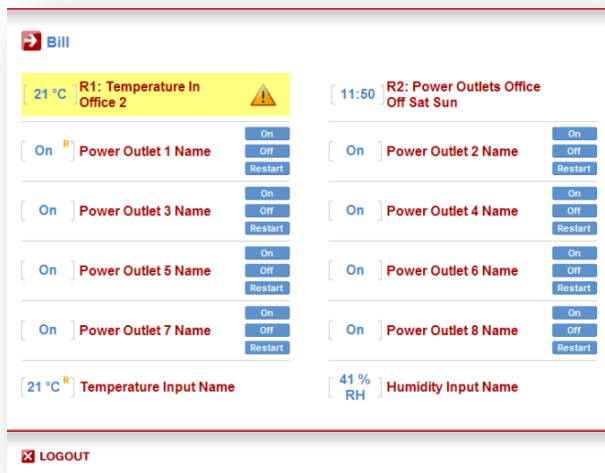 Bill
21 °C R1: Temperature In
Office 2
11:50 R2: Power Outlets Office
Off Sat Sun
On R Power Outlet 1 Name On Off Restart
On Power Outlet 2 Name On Off Restart
On Power Outlet 3 Name On Off Restart
On Power Outlet 4 Name On Off Restart
On Power Outlet 5 Name On Off Restart
On Power Outlet 6 Name On Off Restart
On Power Outlet 7 Name On Off Restart
On Power Outlet 8 Name On Off Restart
21 °C R Temperature Input Name
41 %
RH Humidity Input Name
LOGOUT